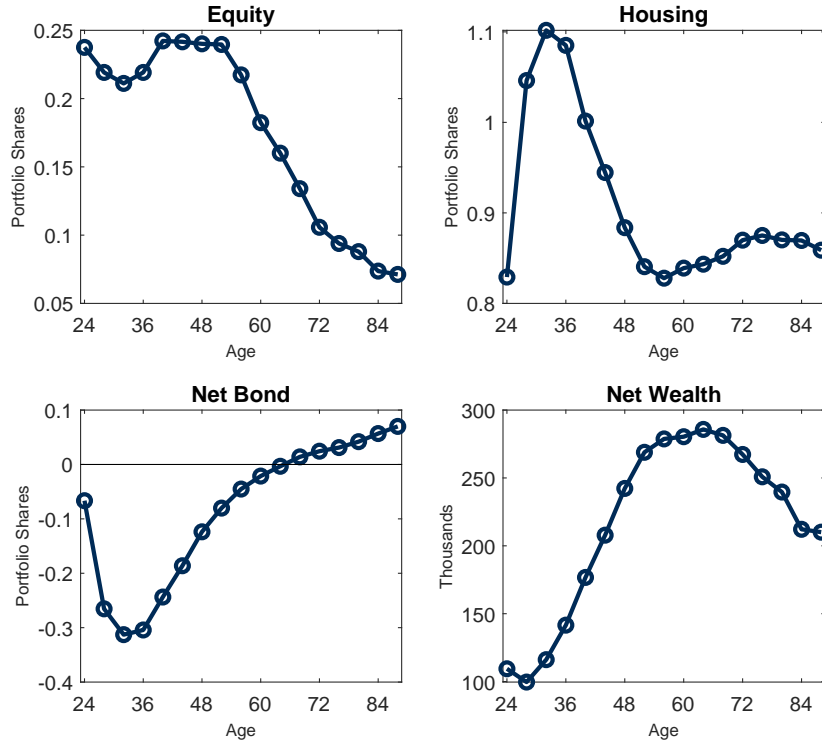 Equity
Portfolio Shares
0.25
0.2
0.15
0.1
0.05
24 36 48 60 72 84
Age
Housing
Portfolio Shares
1.1
1
0.9
0.8
24 36 48 60 72 84
Age
Net Bond
Portfolio Shares
0.1
0
-0.1
-0.2
-0.3
-0.4
24 36 48 60 72 84
Age
Net Wealth
Thousands
300
250
200
150
100
24 36 48 60 72 84
Age